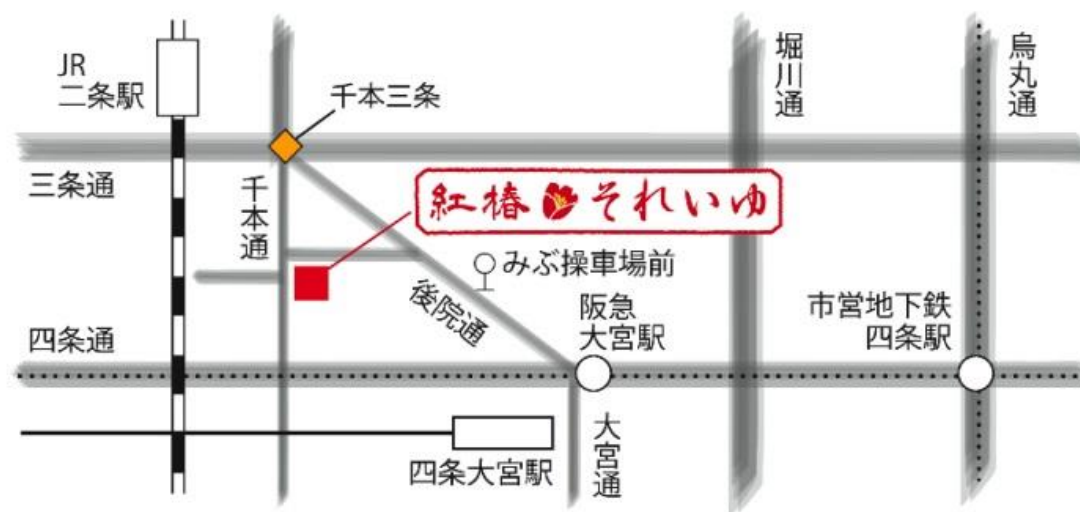 JR
二条駅
千本三条
堀川通
烏丸通
三条通
千本通
紅椿それいゆ
みぶ操車場前
後院通
阪急
大宮駅
市営地下鉄
四条駅
四条通
四条大宮駅
大宮通